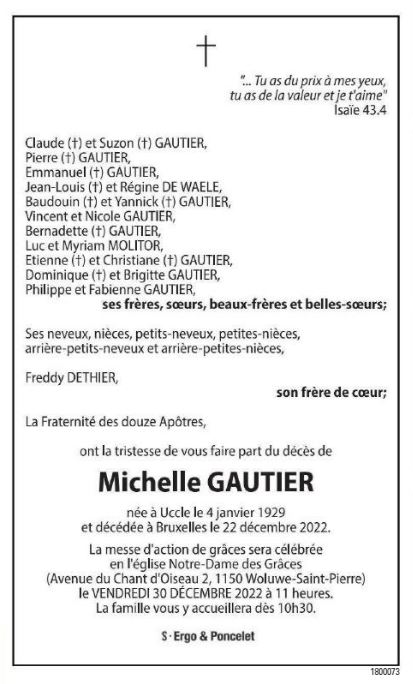 "... Tu as du prix à mes yeux,
tu as de la valeur et je t'aime"
Isaïe 43.4
Claude (†) et Suzon (†) GAUTIER,
Pierre (†) GAUTIER,
Emmanuel (†) GAUTIER,
Jean-Louis (†) et Régine DE WAELE,
Baudouin (†) et Yannick (†) GAUTIER,
Vincent et Nicole GAUTIER,
Bernadette (†) GAUTIER,
Luc et Myriam MOLITOR,
Etienne (†) et Christiane (†) GAUTIER,
Dominique (†) et Brigitte GAUTIER,
Philippe et Fabienne GAUTIER,
ses frères, sœurs, beaux-frères et belles-sœurs;
Ses neveux, nièces, petits-neveux, petites-nièces,
arrière-petits-neveux et arrière-petites-nièces,
Freddy DETHIER,
son frère de cœur;
La Fraternité des douze Apôtres,
ont la tristesse de vous faire part du décès de
Michelle GAUTIER
née à Uccle le 4 janvier 1929
et décédée à Bruxelles le 22 décembre 2022.
La messe d'action de grâces sera célébrée
en l'église Notre-Dame des Grâces
(Avenue du Chant d'Oiseau 2, 1150 Woluwe-Saint-Pierre)
le VENDREDI 30 DÉCEMBRE 2022 à 11 heures.
La famille vous y accueillera dès 10h30.
S · Ergo & Poncelet
1800073